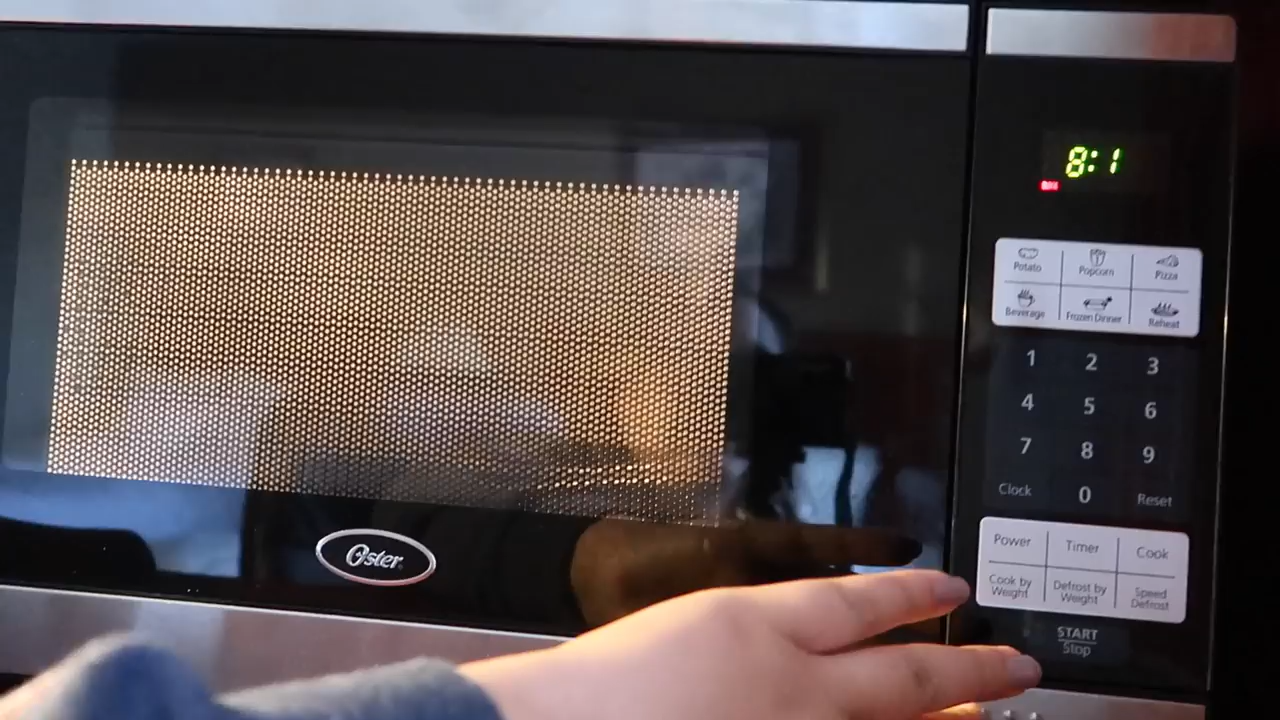 8:1
Potato Popcorn Pizza
Beverage Frozen Dinner Reheat
1 2 3
4 5 6
7 8 9
Clock 0 Reset
Power Timer Cook
Cook by Weight Defrost by Weight Speed Defrost
START
Stop
Oster